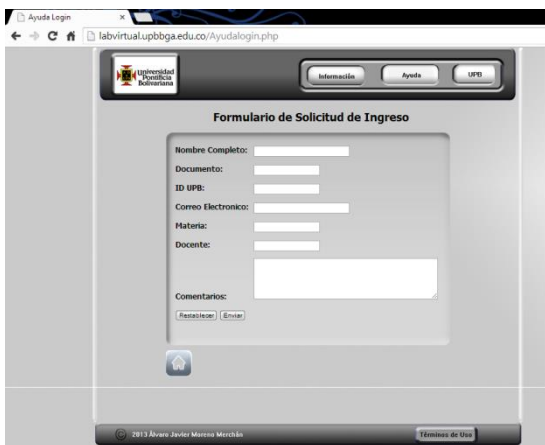 Ayuda Login
labvirtual.upbbga.edu.co/Ayudalogin.php
Universidad
Pontificia
Bolivariana
Información
Ayuda
UPB
Formulario de Solicitud de Ingreso
Nombre Completo:
Documento:
ID UPB:
Correo Electronico:
Materia:
Docente:
Comentarios:
Restablecer Enviar
2013 Álvaro Javier Moreno Merchán
Términos de Uso